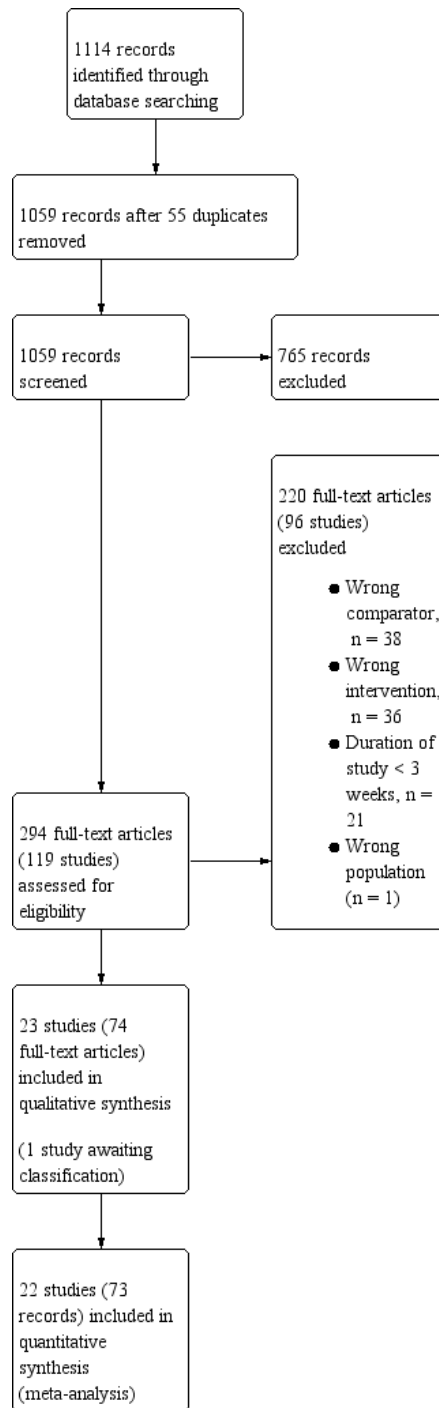 1114 records
identified through
database searching
1059 records after 55 duplicates
removed
1059 records
screened
765 records
excluded
220 full-text articles
(96 studies)
excluded
● Wrong
comparator,
n = 38
● Wrong
intervention,
n = 36
● Duration of
study < 3
weeks, n =
21
● Wrong
population
(n = 1)
294 full-text articles
(119 studies)
assessed for
eligibility
23 studies (74
full-text articles)
included in
qualitative synthesis
(1 study awaiting
classification)
22 studies (73
records) included in
quantitative
synthesis
(meta-analysis)